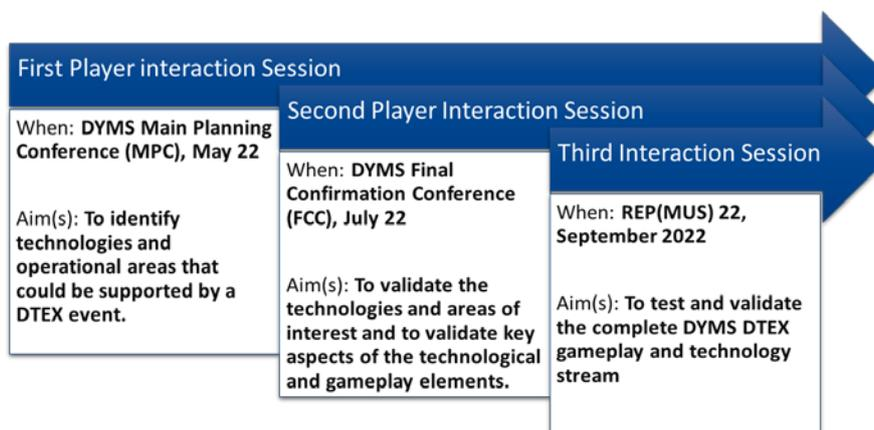 First Player interaction Session
When: DYMS Main Planning
Conference (MPC), May 22
Aim(s): To identify
technologies and
operational areas that
could be supported by a
DTEX event.
Second Player Interaction Session
When: DYMS Final
Confirmation Conference
(FCC), July 22
Aim(s): To validate the
technologies and areas of
interest and to validate key
aspects of the technological
and gameplay elements.
Third Interaction Session
When: REP(MUS) 22,
September 2022
Aim(s): To test and validate
the complete DYMS DTEX
gameplay and technology
stream